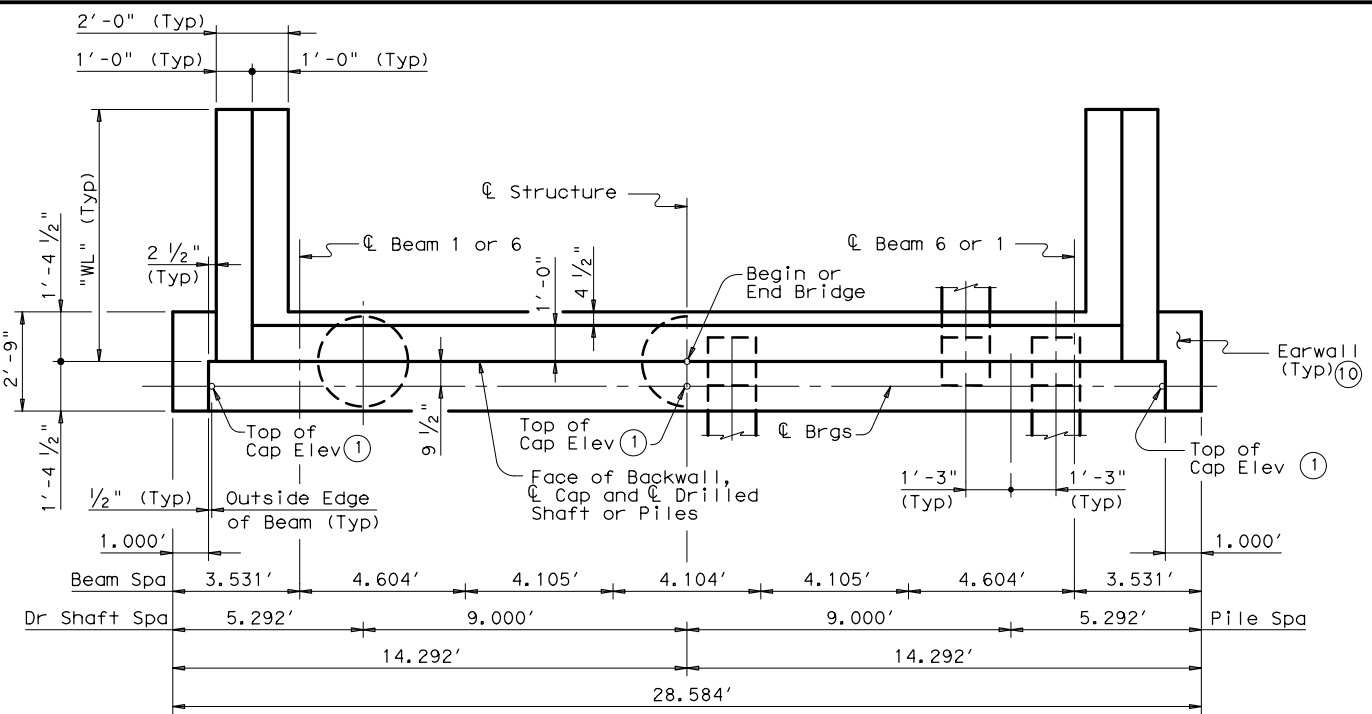 2'-0" (Typ)
1'-0" (Typ)
1'-0" (Typ)
"WL" (Typ)
1'-4 1/2"
2'-9"
1'-4 1/2"
2 1/2"
(Typ)
℄ Structure
℄ Beam 1 or 6
℄ Beam 6 or 1
1'-0"
4 1/2"
Begin or
End Bridge
Earwall
(Typ) 10
Top of
Cap Elev 1
9 1/2"
Top of
Cap Elev 1
℄ Brgs
Top of
Cap Elev 1
Face of Backwall,
℄ Cap and ℄ Drilled
Shaft or Piles
1'-3"
(Typ)
1'-3"
(Typ)
1/2" (Typ)
Outside Edge
of Beam (Typ)
1.000'
1.000'
Beam Spa 3.531' 4.604' 4.105' 4.104' 4.105' 4.604' 3.531'
Dr Shaft Spa 5.292' 9.000' 9.000' 5.292' Pile Spa
14.292' 14.292'
28.584'